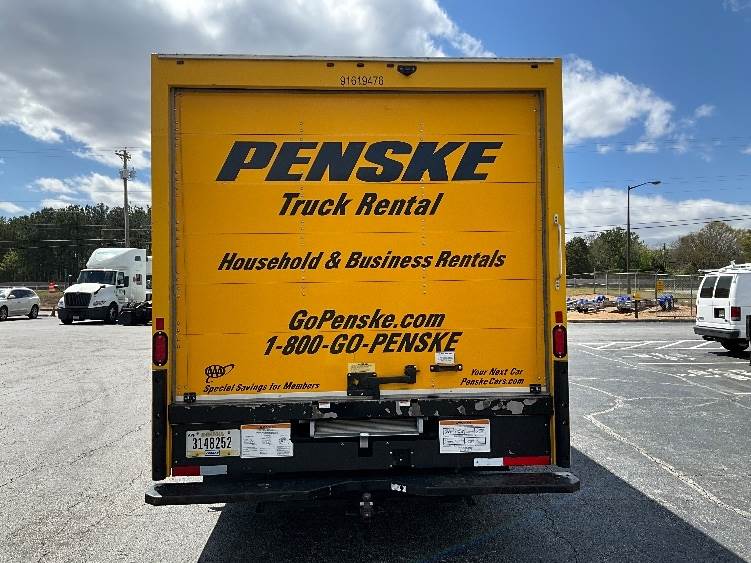 91619478
PENSKE
Truck Rental
Household & Business Rentals
GoPenske.com
1-800-GO-PENSKE
AAA
Special Savings for Members
Your Next Car
PenskeCars.com
3148252